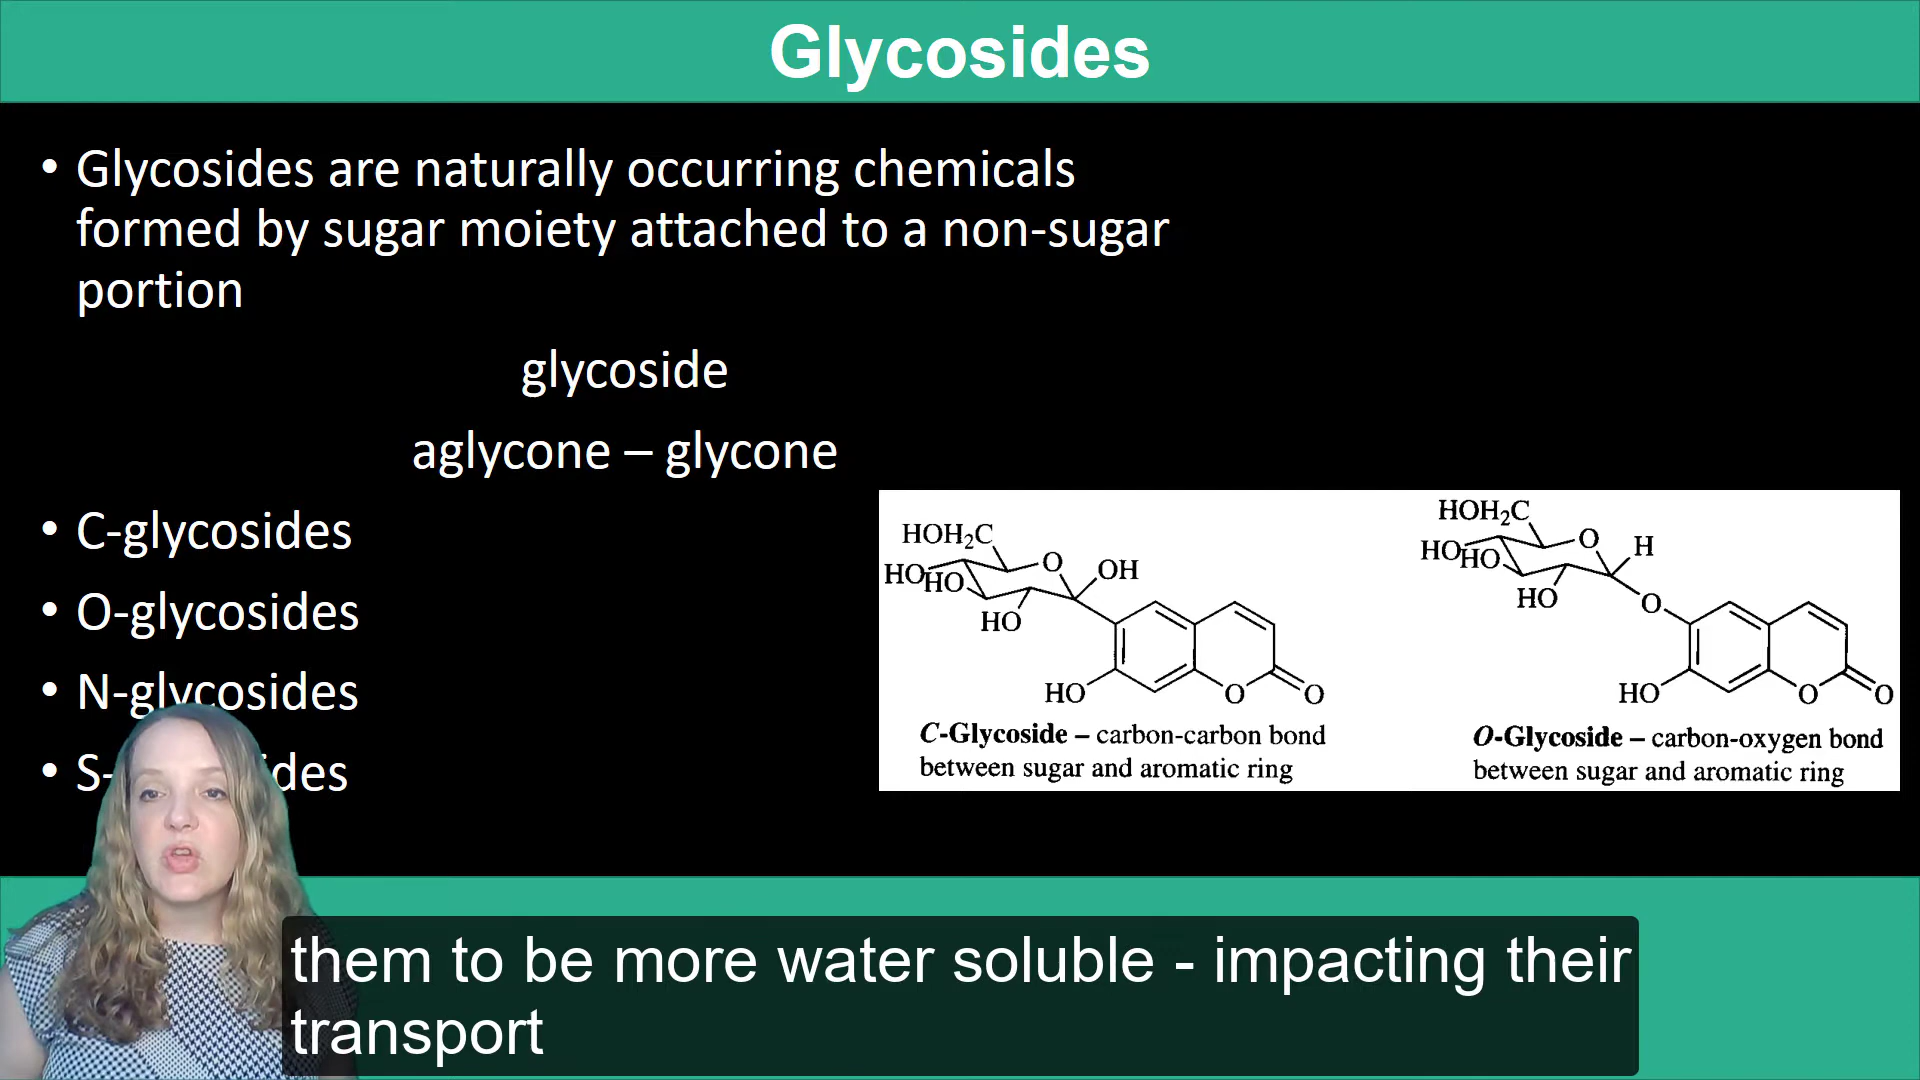 Glycosides
• Glycosides are naturally occurring chemicals
formed by sugar moiety attached to a non-sugar
portion
glycoside
aglycone – glycone
• C-glycosides
• O-glycosides
• N-glycosides
• S-
des
HOH₂C
O
OH
HO
HO
HO
HO
O
O
C-Glycoside – carbon-carbon bond
between sugar and aromatic ring
HOH₂C
O
H
HO
HO
HO
O
HO
O
O
O-Glycoside – carbon-oxygen bond
between sugar and aromatic ring
them to be more water soluble - impacting their
transport